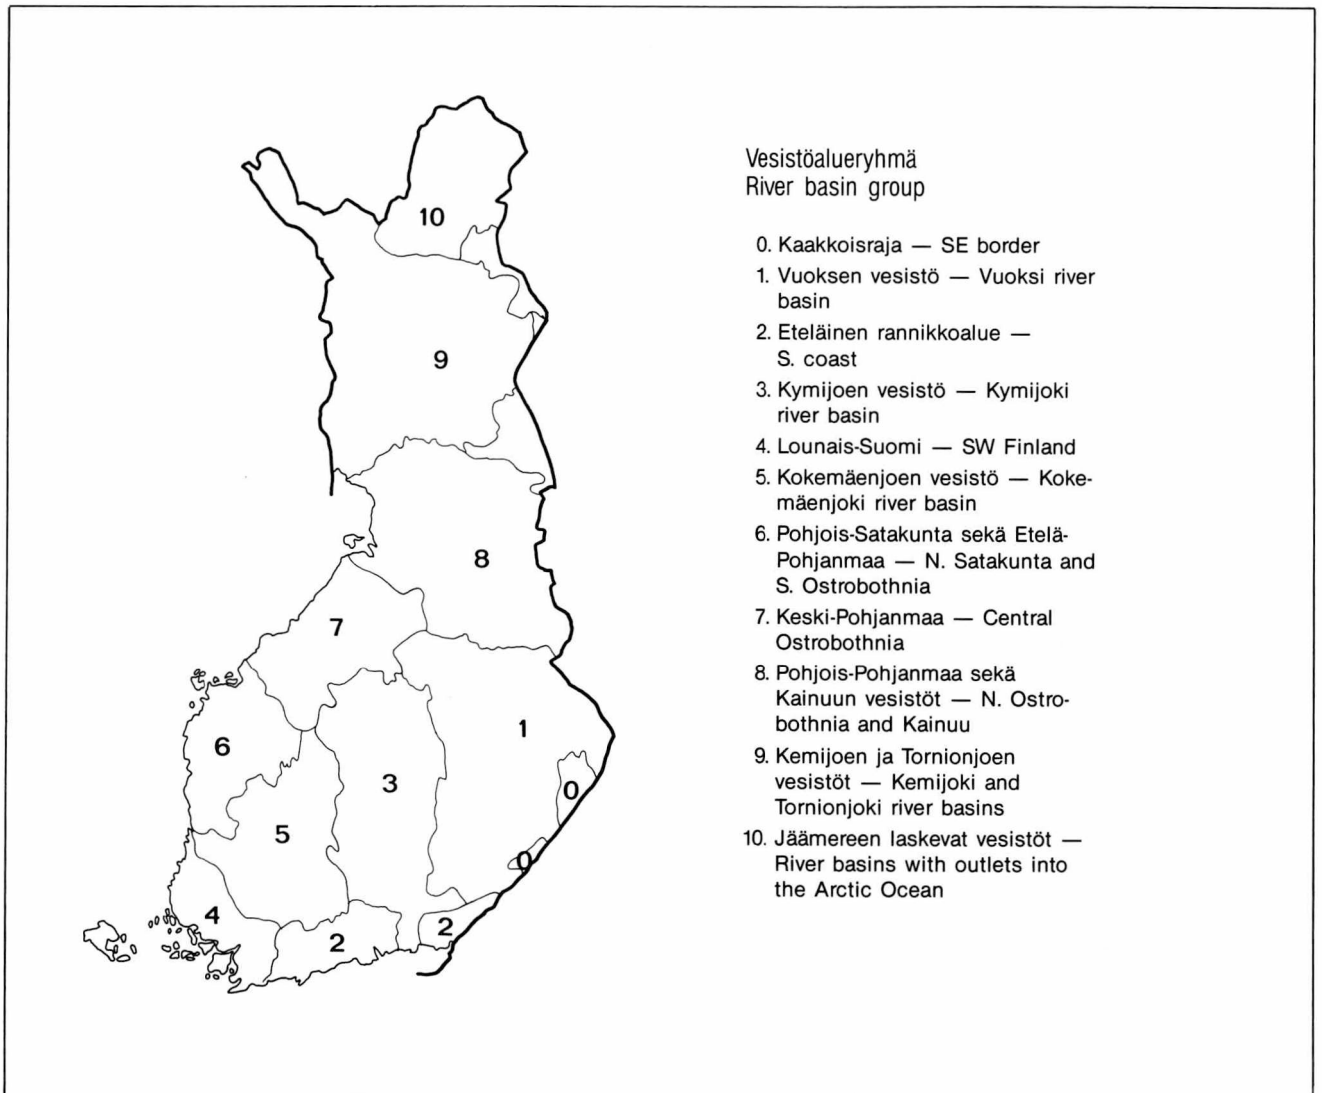 Vesistöalueryhmä
River basin group
0. Kaakkoisraja — SE border
1. Vuoksen vesistö — Vuoksi river
basin
2. Eteläinen rannikkoalue —
S. coast
3. Kymijoen vesistö — Kymijoki
river basin
4. Lounais-Suomi — SW Finland
5. Kokemäenjoen vesistö — Koke-
mäenjoki river basin
6. Pohjois-Satakunta sekä Etelä-
Pohjanmaa — N. Satakunta and
S. Ostrobothnia
7. Keski-Pohjanmaa — Central
Ostrobothnia
8. Pohjois-Pohjanmaa sekä
Kainuun vesistöt — N. Ostro-
bothnia and Kainuu
9. Kemijoen ja Tornionjoen
vesistöt — Kemijoki and
Tornionjoki river basins
10. Jäämereen laskevat vesistöt —
River basins with outlets into
the Arctic Ocean
10
9
8
7
1
6
3
0
5
0
4
2
2